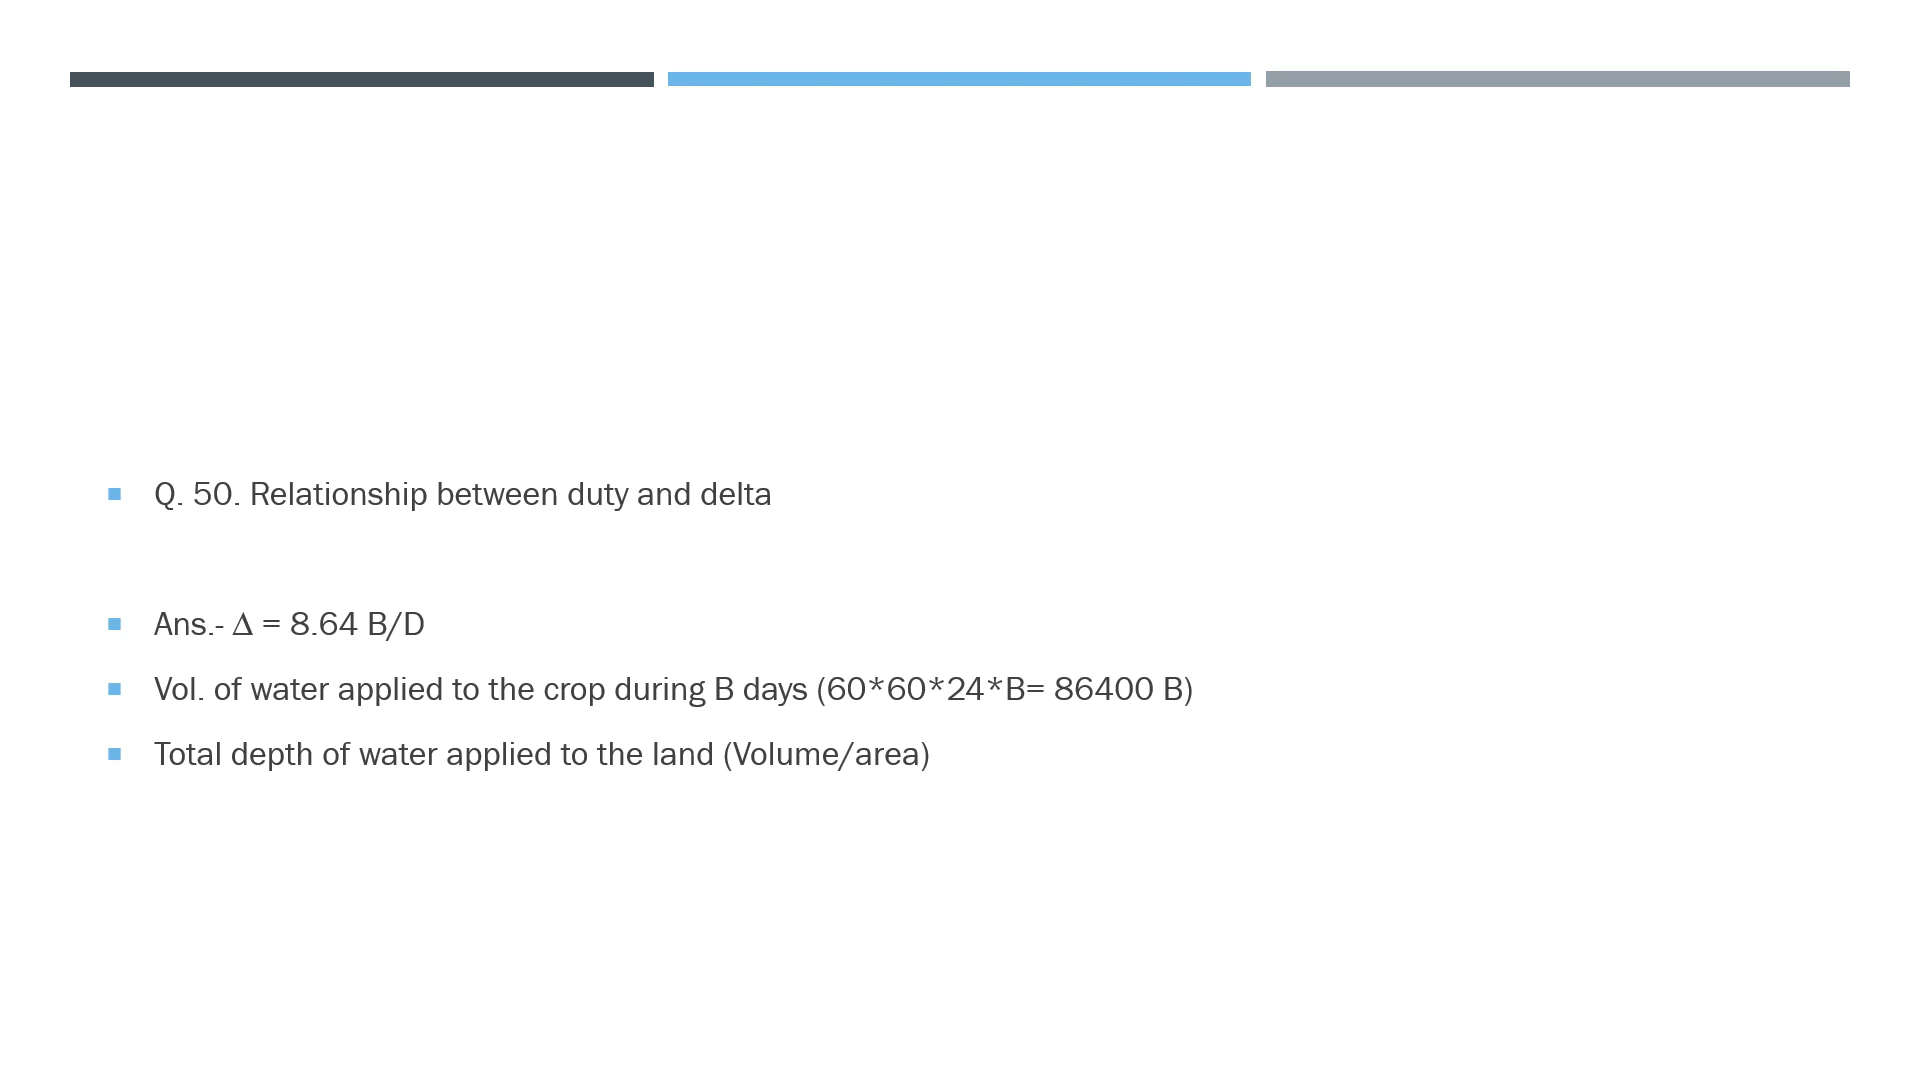 Q. 50. Relationship between duty and delta
Ans.- Δ = 8.64 B/D
Vol. of water applied to the crop during B days (60*60*24*B= 86400 B)
Total depth of water applied to the land (Volume/area)